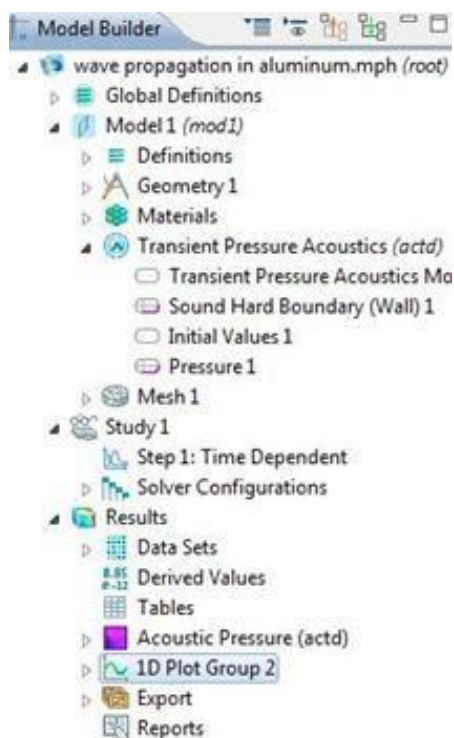 Model Builder
wave propagation in aluminum.mph (root)
Global Definitions
Model 1 (mod1)
Definitions
Geometry 1
Materials
Transient Pressure Acoustics (actd)
Transient Pressure Acoustics Mo
Sound Hard Boundary (Wall) 1
Initial Values 1
Pressure 1
Mesh 1
Study 1
Step 1: Time Dependent
Solver Configurations
Results
Data Sets
8.85
e-12
Derived Values
Tables
Acoustic Pressure (actd)
1D Plot Group 2
Export
Reports